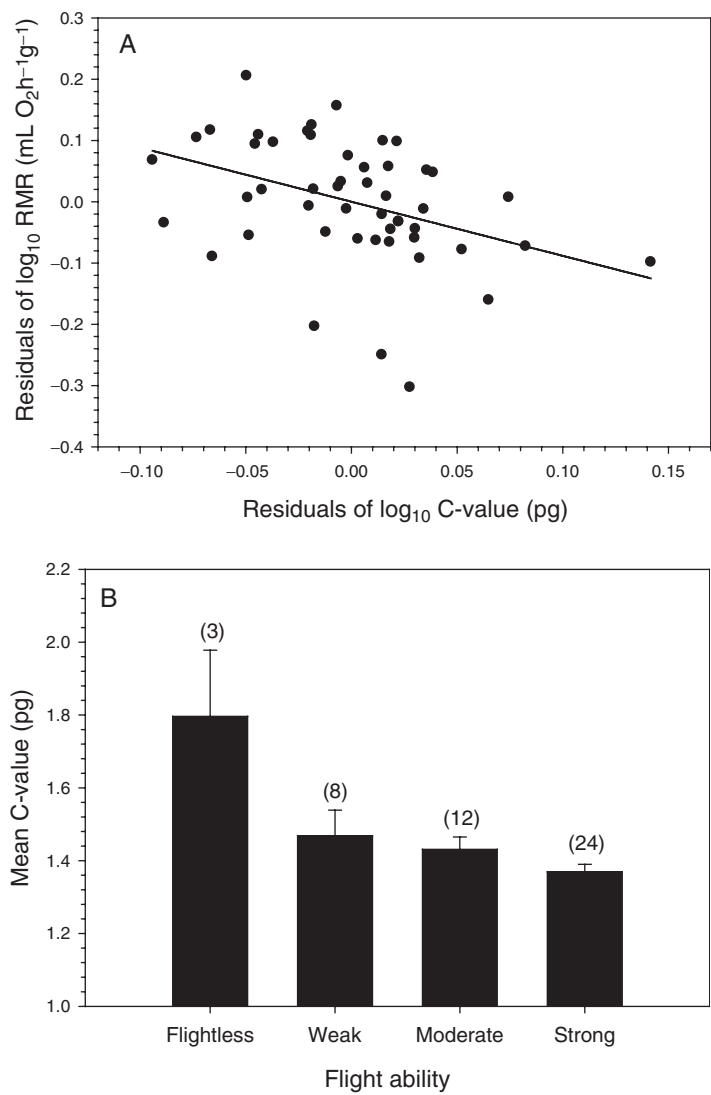 A
Residuals of log10 RMR (mL O2h–1g–1)
0.3
0.2
0.1
0.0
–0.1
–0.2
–0.3
–0.4
–0.10
–0.05
0.00
0.05
0.10
0.15
Residuals of log10 C-value (pg)
B
Mean C-value (pg)
2.2
2.0
1.8
1.6
1.4
1.2
1.0
(3)
(8)
(12)
(24)
Flightless
Weak
Moderate
Strong
Flight ability